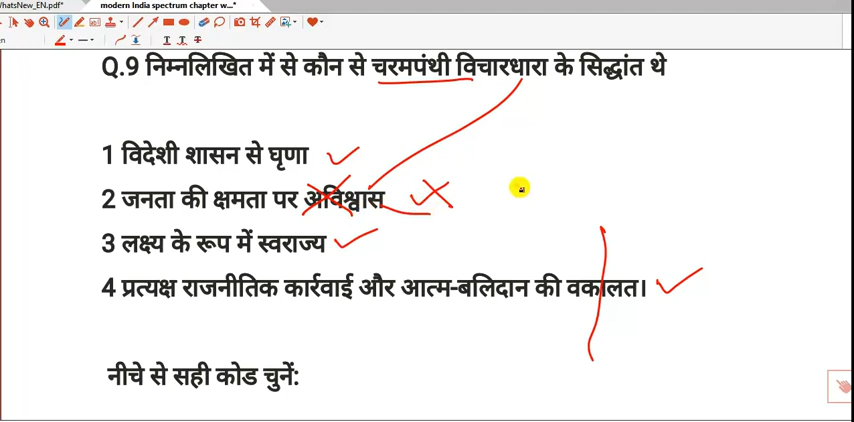 WhatsNew_EN.pdf*
modern India spectrum chapter w...*
en
T T T
Q.9 निम्नलिखित में से कौन से चरमपंथी विचारधारा के सिद्धांत थे
1 विदेशी शासन से घृणा
2 जनता की क्षमता पर अविश्वास
3 लक्ष्य के रूप में स्वराज्य
4 प्रत्यक्ष राजनीतिक कार्रवाई और आत्म-बलिदान की वकालत।
नीचे से सही कोड चुनें: